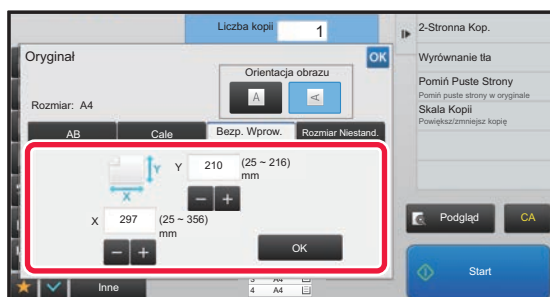 Liczba kopii
1
Oryginał
OK
Orientacja obrazu
A
A
Rozmiar: A4
AB
Cale
Bezp. Wprow.
Rozmiar Niestand.
Y
Y
210
(25 ~ 216)
mm
X
X
297
(25 ~ 356)
mm
OK
Inne
A4
4 A4
2-Stronna Kop.
Wyrównanie tła
Pomiń Puste Strony
Pomiń puste strony w oryginale
Skala Kopii
Powiększ/zmniejsz kopię
Podgląd
CA
Start